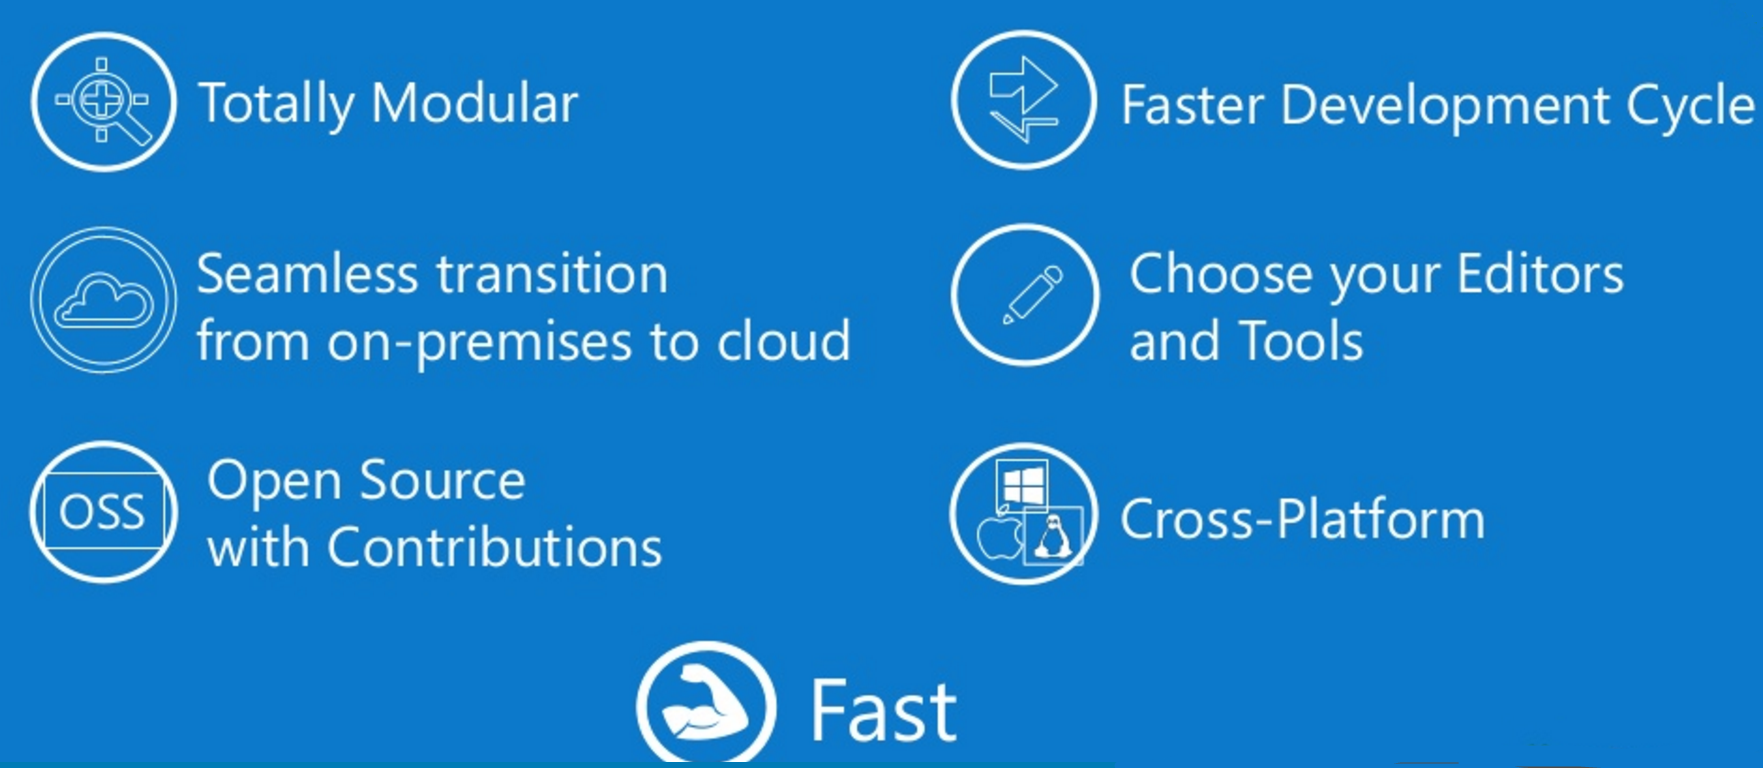 Totally Modular
Faster Development Cycle
Seamless transition
from on-premises to cloud
Choose your Editors
and Tools
OSS
Open Source
with Contributions
Cross-Platform
Fast